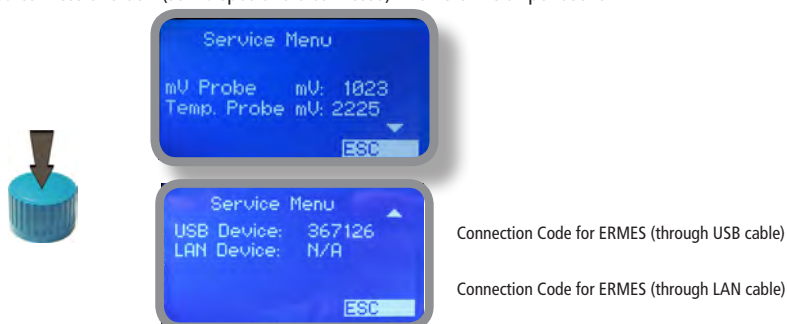 Service Menu
mV Probe mV: 1023
Temp. Probe mV: 2225
ESC
Service Menu
USB Device: 367126
LAN Device: N/A
ESC
Connection Code for ERMES (through USB cable)
Connection Code for ERMES (through LAN cable)